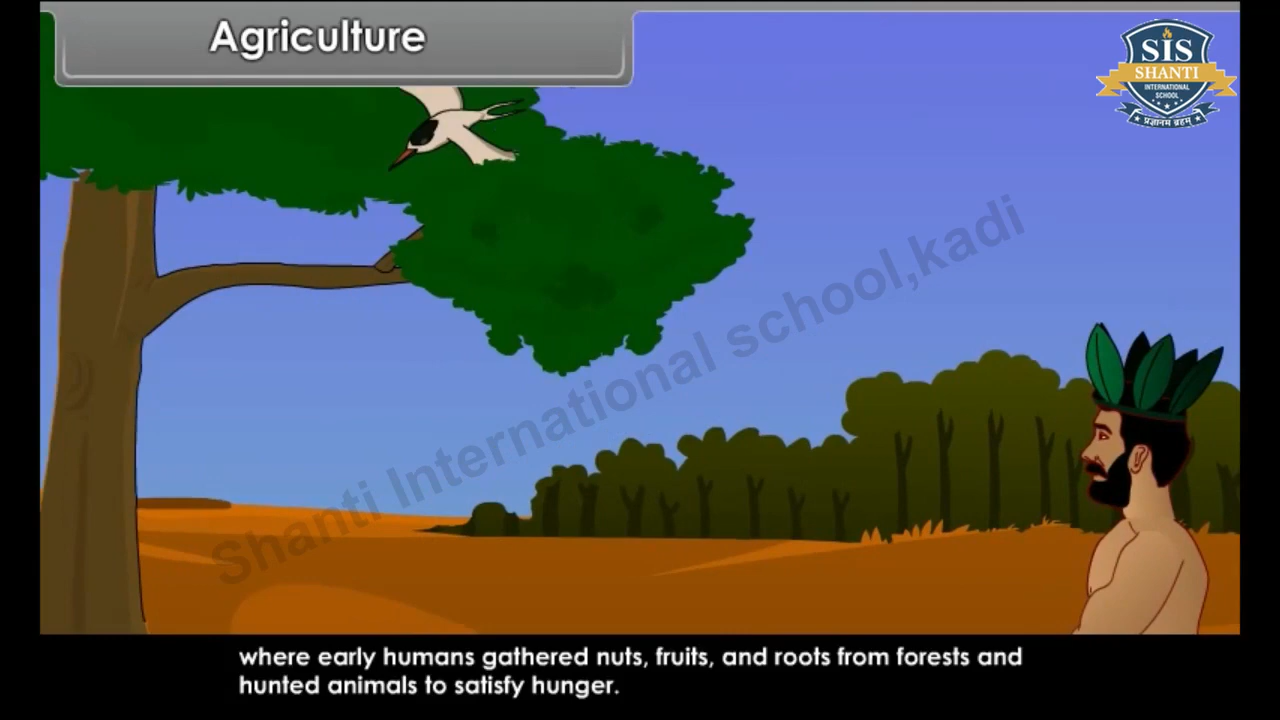 Agriculture
SIS
SHANTI
INTERNATIONAL
SCHOOL
प्रज्ञानम ब्रह्म
Shanti International school,kadi
where early humans gathered nuts, fruits, and roots from forests and
hunted animals to satisfy hunger.